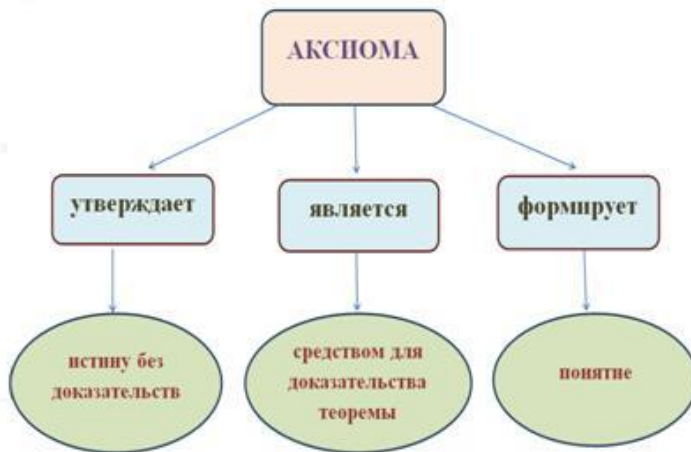 АКСИОМА
утверждает
является
формирует
истину без
доказательств
средством для
доказательства
теоремы
понятие